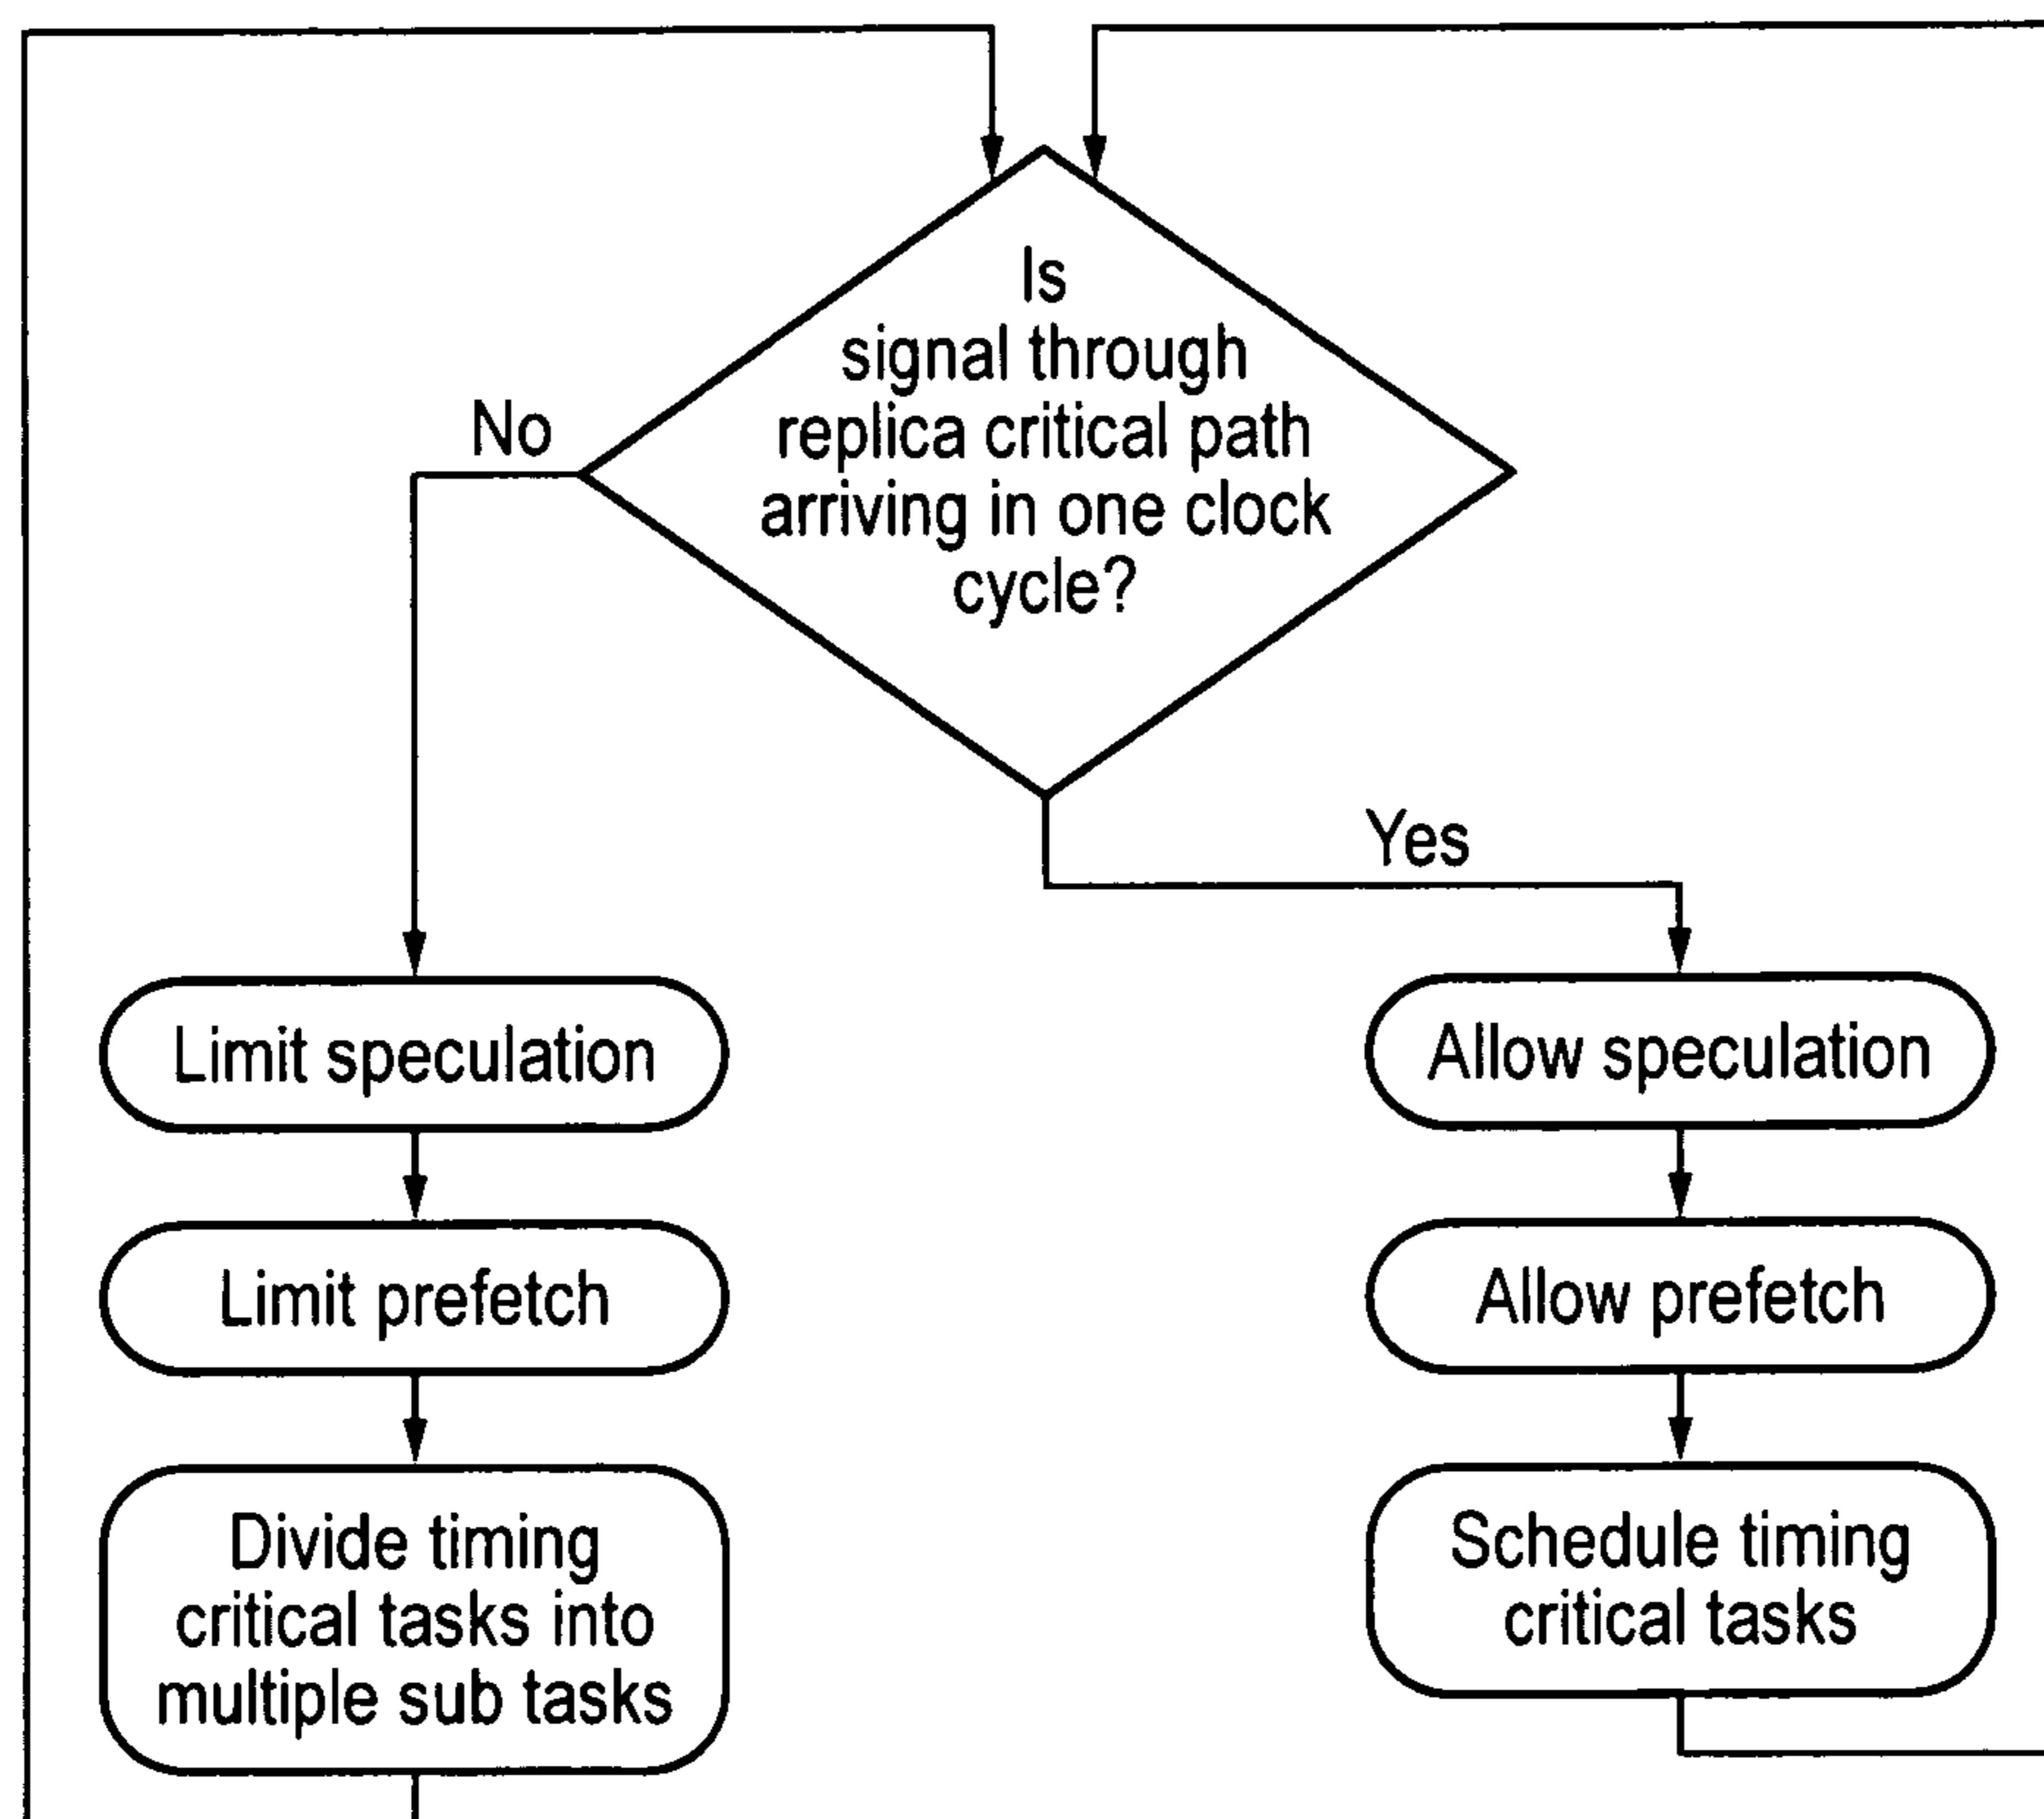 Is
signal through
replica critical path
arriving in one clock
cycle?
No
Yes
Limit speculation
Limit prefetch
Divide timing
critical tasks into
multiple sub tasks
Allow speculation
Allow prefetch
Schedule timing
critical tasks